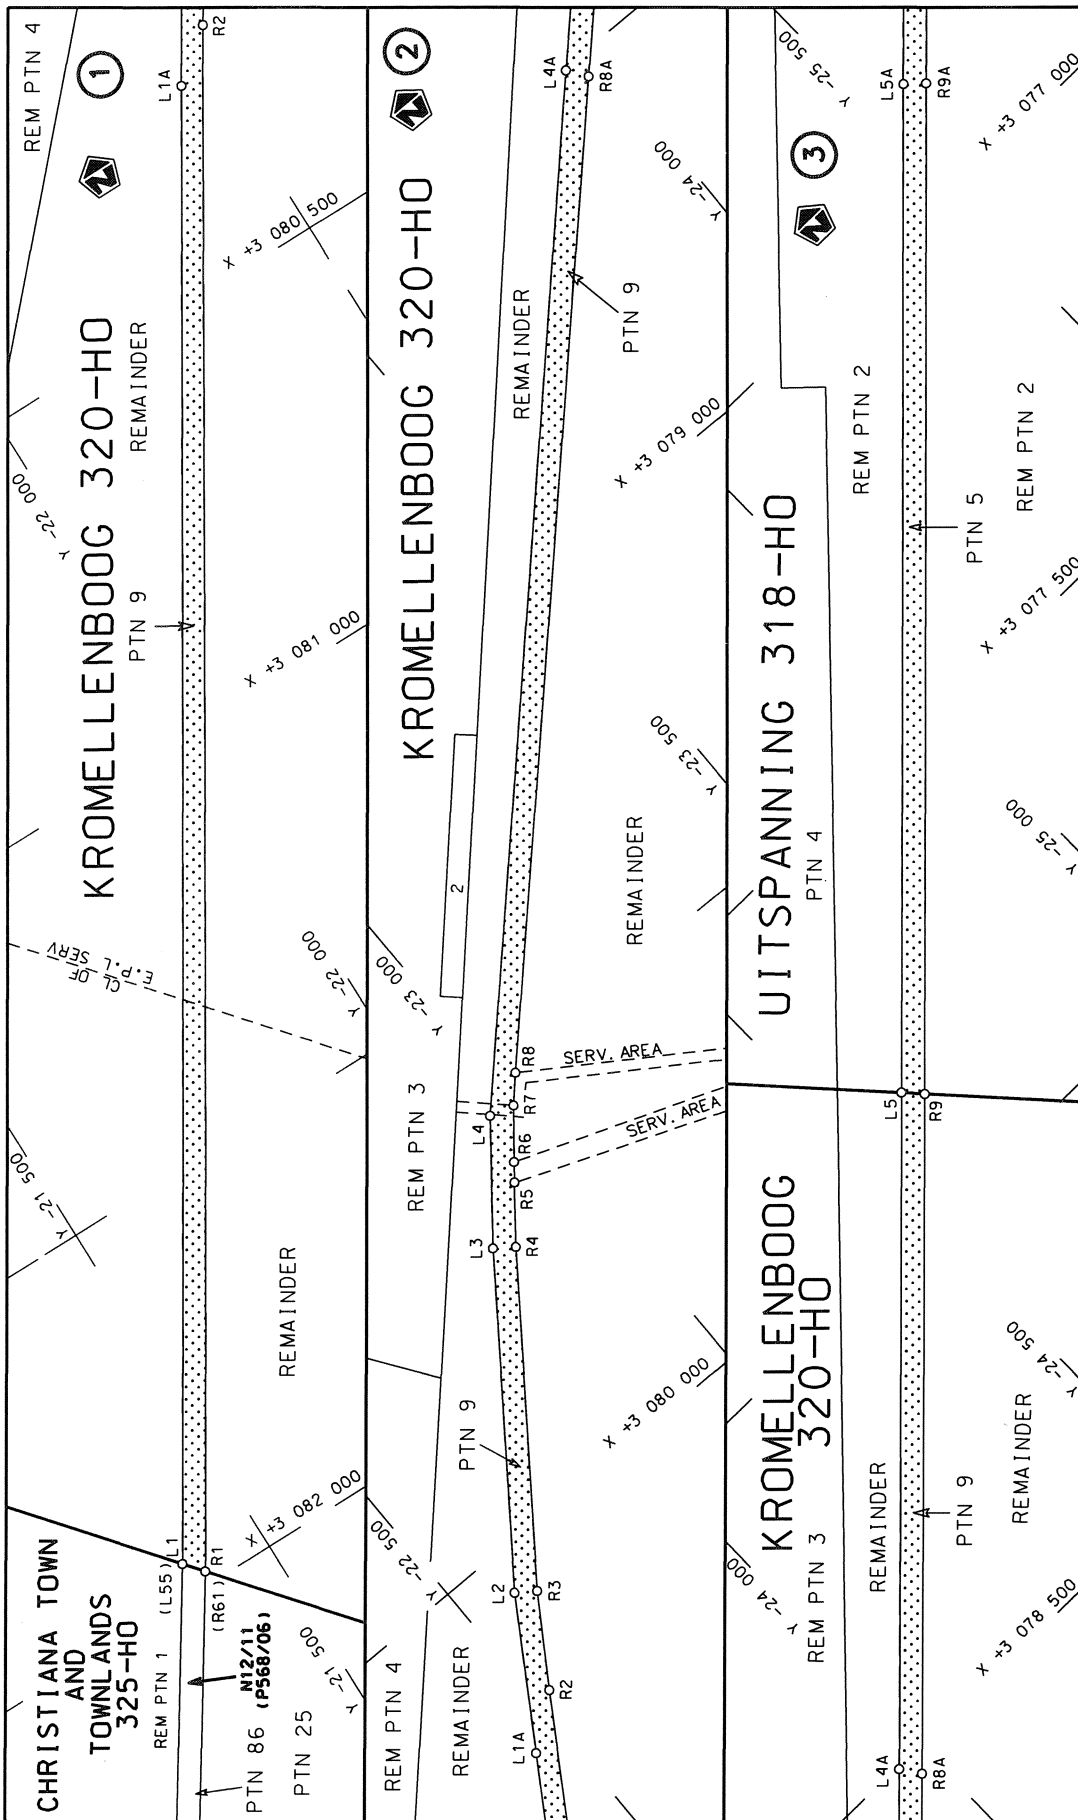 CHRISTIANA TOWN
AND
TOWNLANDS
325-HO
REM PTN 1
N12/11
(P568/06)
PTN 86
PTN 25
Y -21 500
(L55) L1
(R61) R1
X +3 082 000
REMAINDER
Y -21 500
CL OF
E.P.L SERV
Y -22 000
KROMELLENBOOG 320-HO
PTN 9
REMAINDER
X +3 081 000
Y -22 000
X +3 080 500
L1A
R2
REM PTN 4
1
REM PTN 4
REMAINDER
L1A
R2
L2
R3
Y -22 500
PTN 9
X +3 080 000
L3
R4
REM PTN 3
R5
R6
L4
R7
R8
SERV. AREA
SERV. AREA
Y -23 000
2
REMAINDER
Y -23 500
KROMELLENBOOG 320-HO
REMAINDER
X +3 079 000
PTN 9
Y -24 000
L4A
R8A
2
L4A
R8A
REM PTN 3
Y -24 000
KROMELLENBOOG
320-HO
REMAINDER
PTN 9
REMAINDER
X +3 078 500
Y -24 500
L5
R9
UITSPANNING 318-HO
PTN 4
Y -25 000
REM PTN 2
PTN 5
REM PTN 2
X +3 077 500
3
Y -25 500
L5A
R9A
X +3 077 000